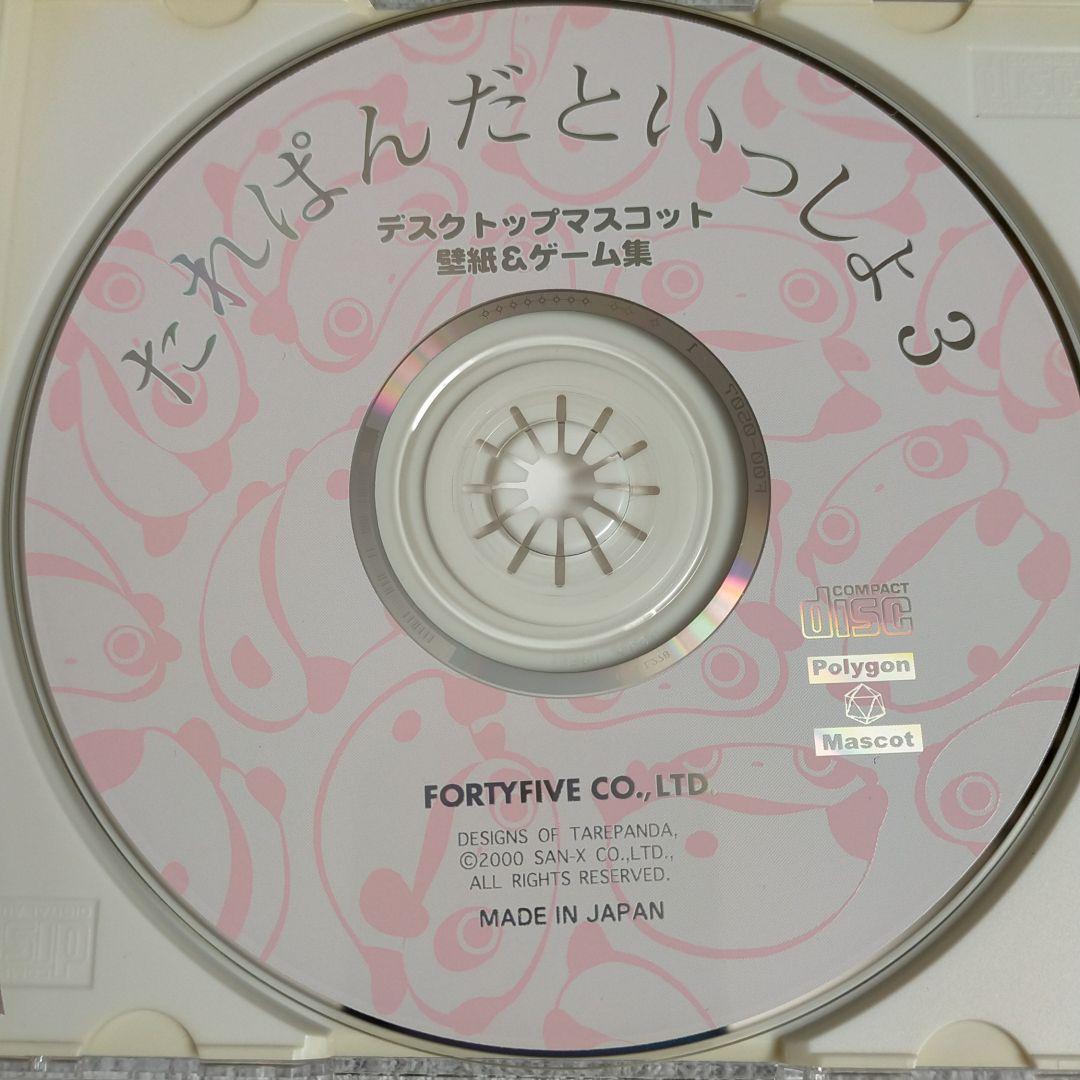 たれぱんだといっしょ3
デスクトップマスコット
壁紙&ゲーム集
COMPACT
disc
Polygon
Mascot
FORTYFIVE CO., LTD.
DESIGNS OF TAREPANDA,
©2000 SAN-X CO.,LTD.,
ALL RIGHTS RESERVED.
MADE IN JAPAN